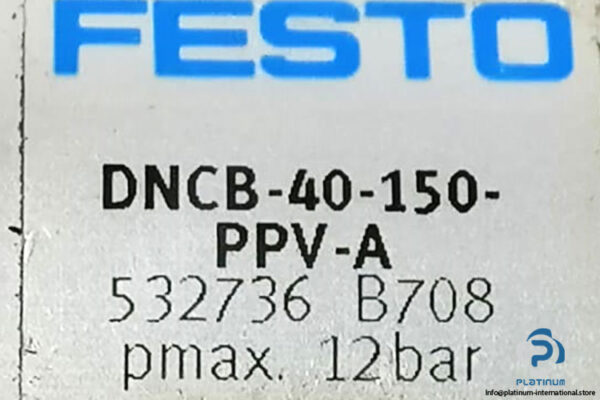 FESTO
DNCB-40-150-
PPV-A
532736 B708
pmax. 12bar
PLATINUM
Info@platinum-international.store